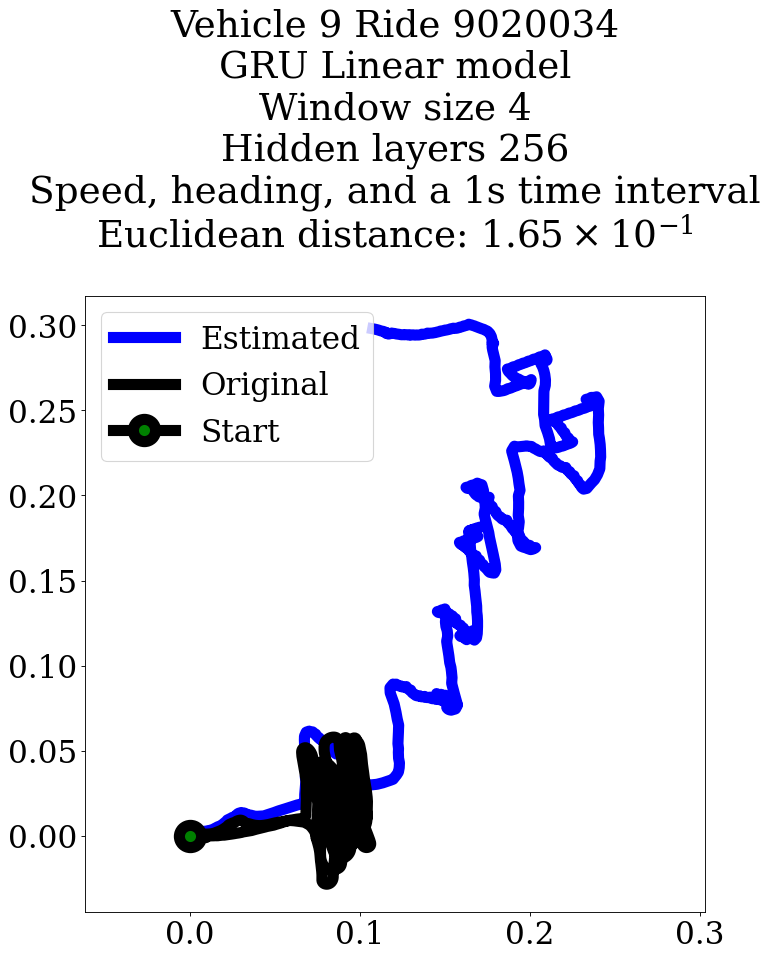 Vehicle 9 Ride 9020034
GRU Linear model
Window size 4
Hidden layers 256
Speed, heading, and a 1s time interval
Euclidean distance: 1.65 × 10⁻¹
Estimated
Original
Start
0.30
0.25
0.20
0.15
0.10
0.05
0.00
0.0 0.1 0.2 0.3